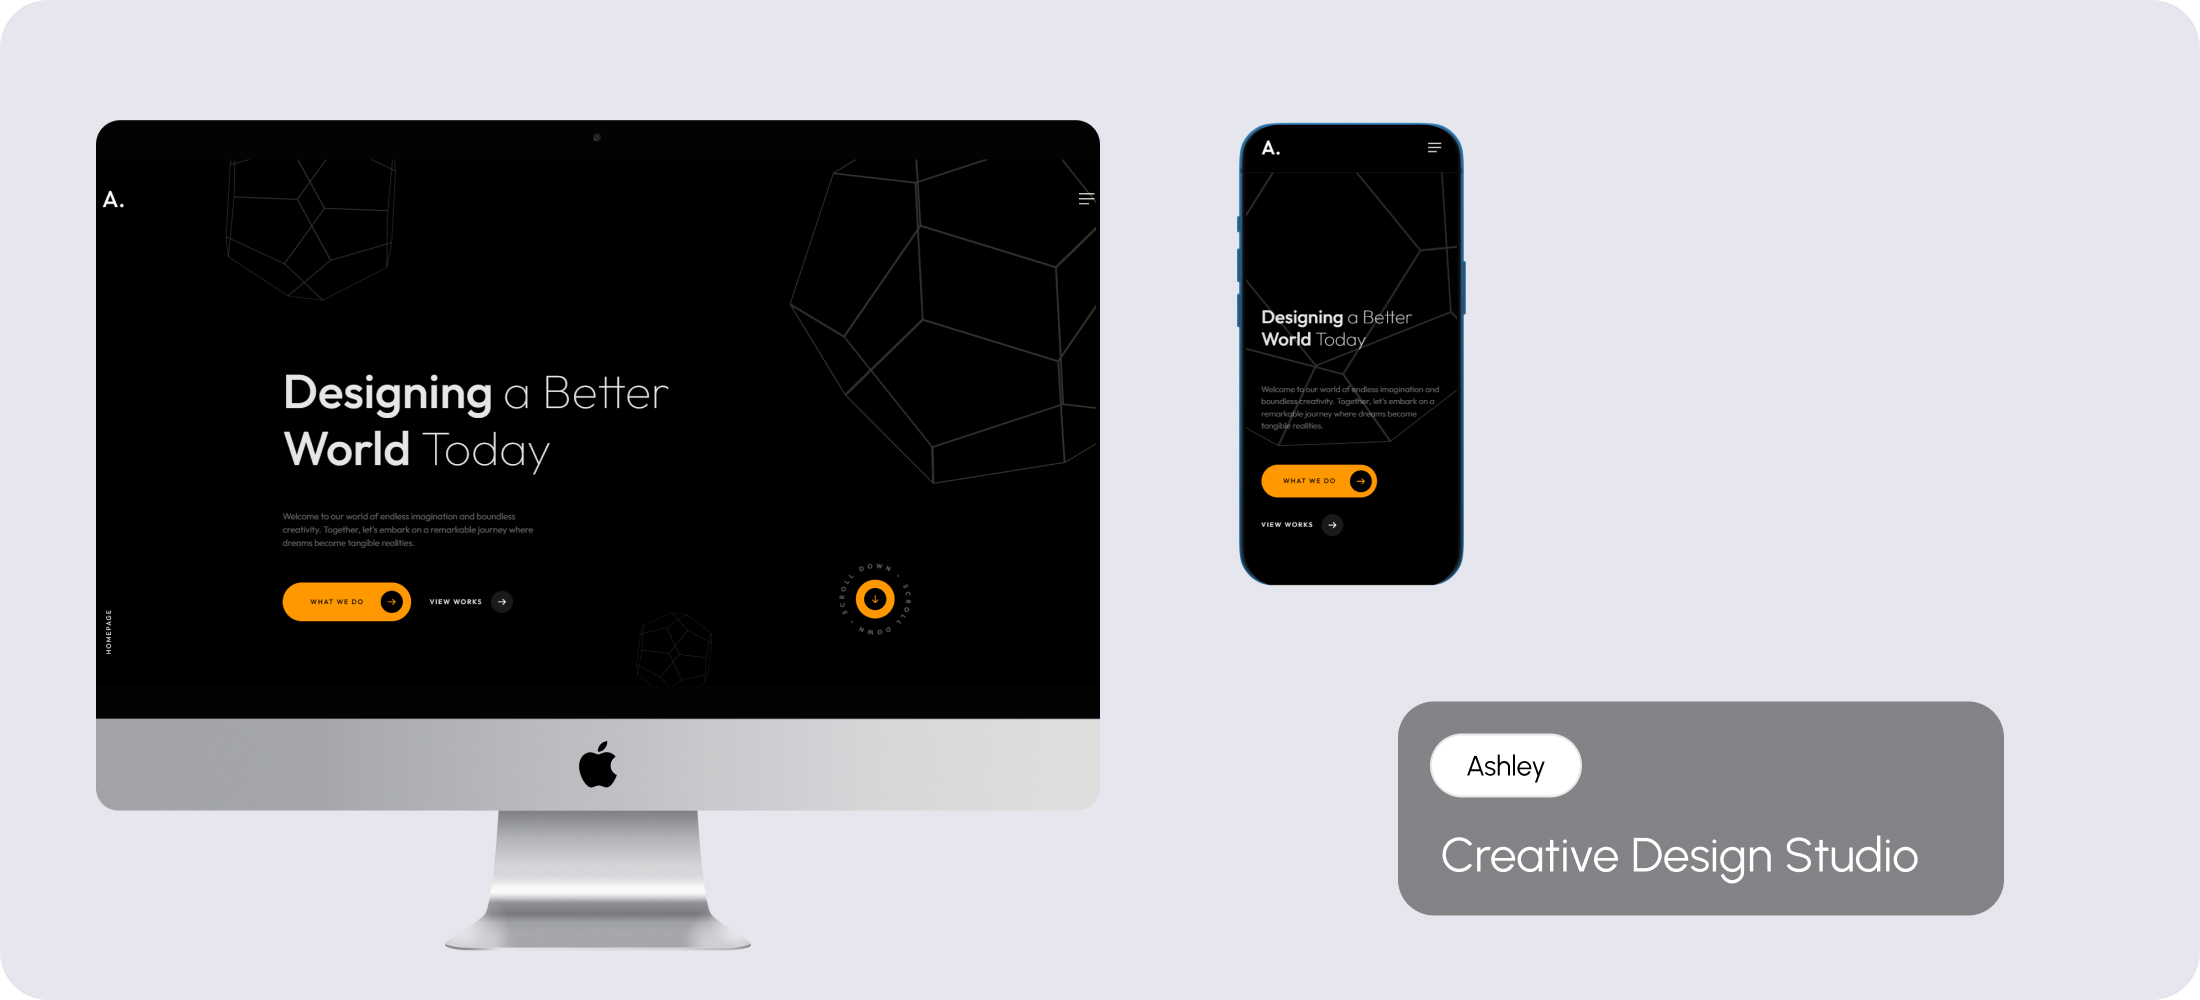 A.
Designing a Better
World Today
Welcome to our world of endless imagination and boundless
creativity. Together, let's embark on a remarkable journey where
dreams become tangible realities.
WHAT WE DO
VIEW WORKS
HOMEPAGE
SCROLL DOWN - SCROLL DOWN -
A.
Designing a Better
World Today
Welcome to our world of endless imagination and
boundless creativity. Together, let's embark on a
remarkable journey where dreams become
tangible realities.
WHAT WE DO
VIEW WORKS
Ashley
Creative Design Studio